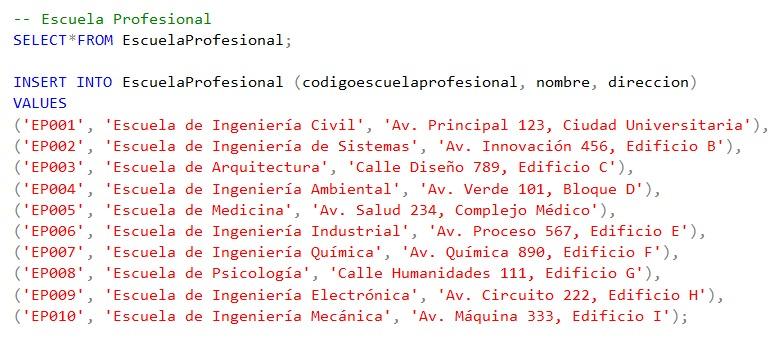 -- Escuela Profesional
SELECT*FROM EscuelaProfesional;
INSERT INTO EscuelaProfesional (codigoescuelaprofesional, nombre, direccion)
VALUES
('EP001', 'Escuela de Ingeniería Civil', 'Av. Principal 123, Ciudad Universitaria'),
('EP002', 'Escuela de Ingeniería de Sistemas', 'Av. Innovación 456, Edificio B'),
('EP003', 'Escuela de Arquitectura', 'Calle Diseño 789, Edificio C'),
('EP004', 'Escuela de Ingeniería Ambiental', 'Av. Verde 101, Bloque D'),
('EP005', 'Escuela de Medicina', 'Av. Salud 234, Complejo Médico'),
('EP006', 'Escuela de Ingeniería Industrial', 'Av. Proceso 567, Edificio E'),
('EP007', 'Escuela de Ingeniería Química', 'Av. Química 890, Edificio F'),
('EP008', 'Escuela de Psicología', 'Calle Humanidades 111, Edificio G'),
('EP009', 'Escuela de Ingeniería Electrónica', 'Av. Circuito 222, Edificio H'),
('EP010', 'Escuela de Ingeniería Mecánica', 'Av. Máquina 333, Edificio I');